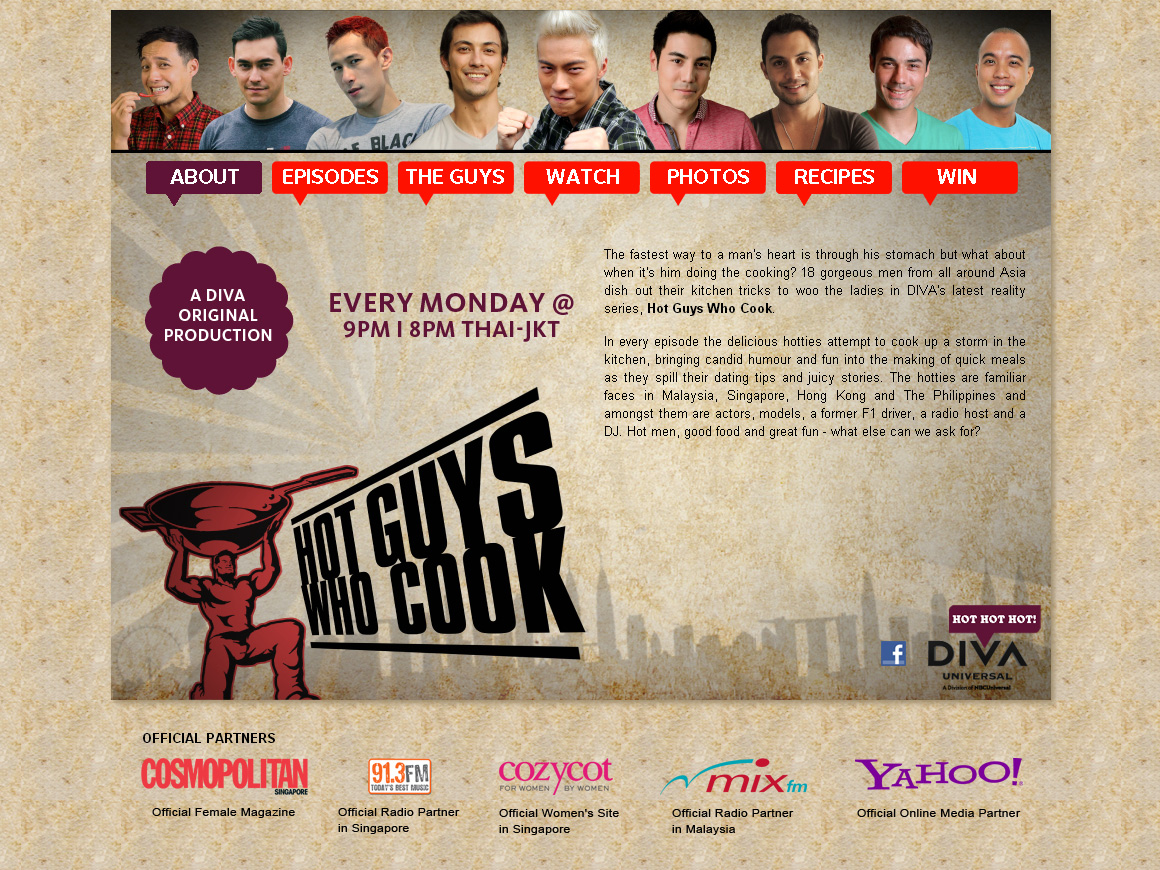 LE BLAC
ABOUT
EPISODES
THE GUYS
WATCH
PHOTOS
RECIPES
WIN
A DIVA
ORIGINAL
PRODUCTION
EVERY MONDAY @
9PM I 8PM THAI-JKT
HOT GUYS
WHO COOK
The fastest way to a man's heart is through his stomach but what about
when it's him doing the cooking? 18 gorgeous men from all around Asia
dish out their kitchen tricks to woo the ladies in DIVA's latest reality
series, Hot Guys Who Cook.
In every episode the delicious hotties attempt to cook up a storm in the
kitchen, bringing candid humour and fun into the making of quick meals
as they spill their dating tips and juicy stories. The hotties are familiar
faces in Malaysia, Singapore, Hong Kong and The Philippines and
amongst them are actors, models, a former F1 driver, a radio host and a
DJ. Hot men, good food and great fun - what else can we ask for?
HOT HOT HOT!
f
DIVA
UNIVERSAL
A Division of NBCUniversal
OFFICIAL PARTNERS
COSMOPOLITAN
SINGAPORE
Official Female Magazine
91.3FM
TODAY'S BEST MUSIC
Official Radio Partner
in Singapore
cozycot
FOR WOMEN BY WOMEN
Official Women's Site
in Singapore
mix fm
Official Radio Partner
in Malaysia
YAHOO!
Official Online Media Partner